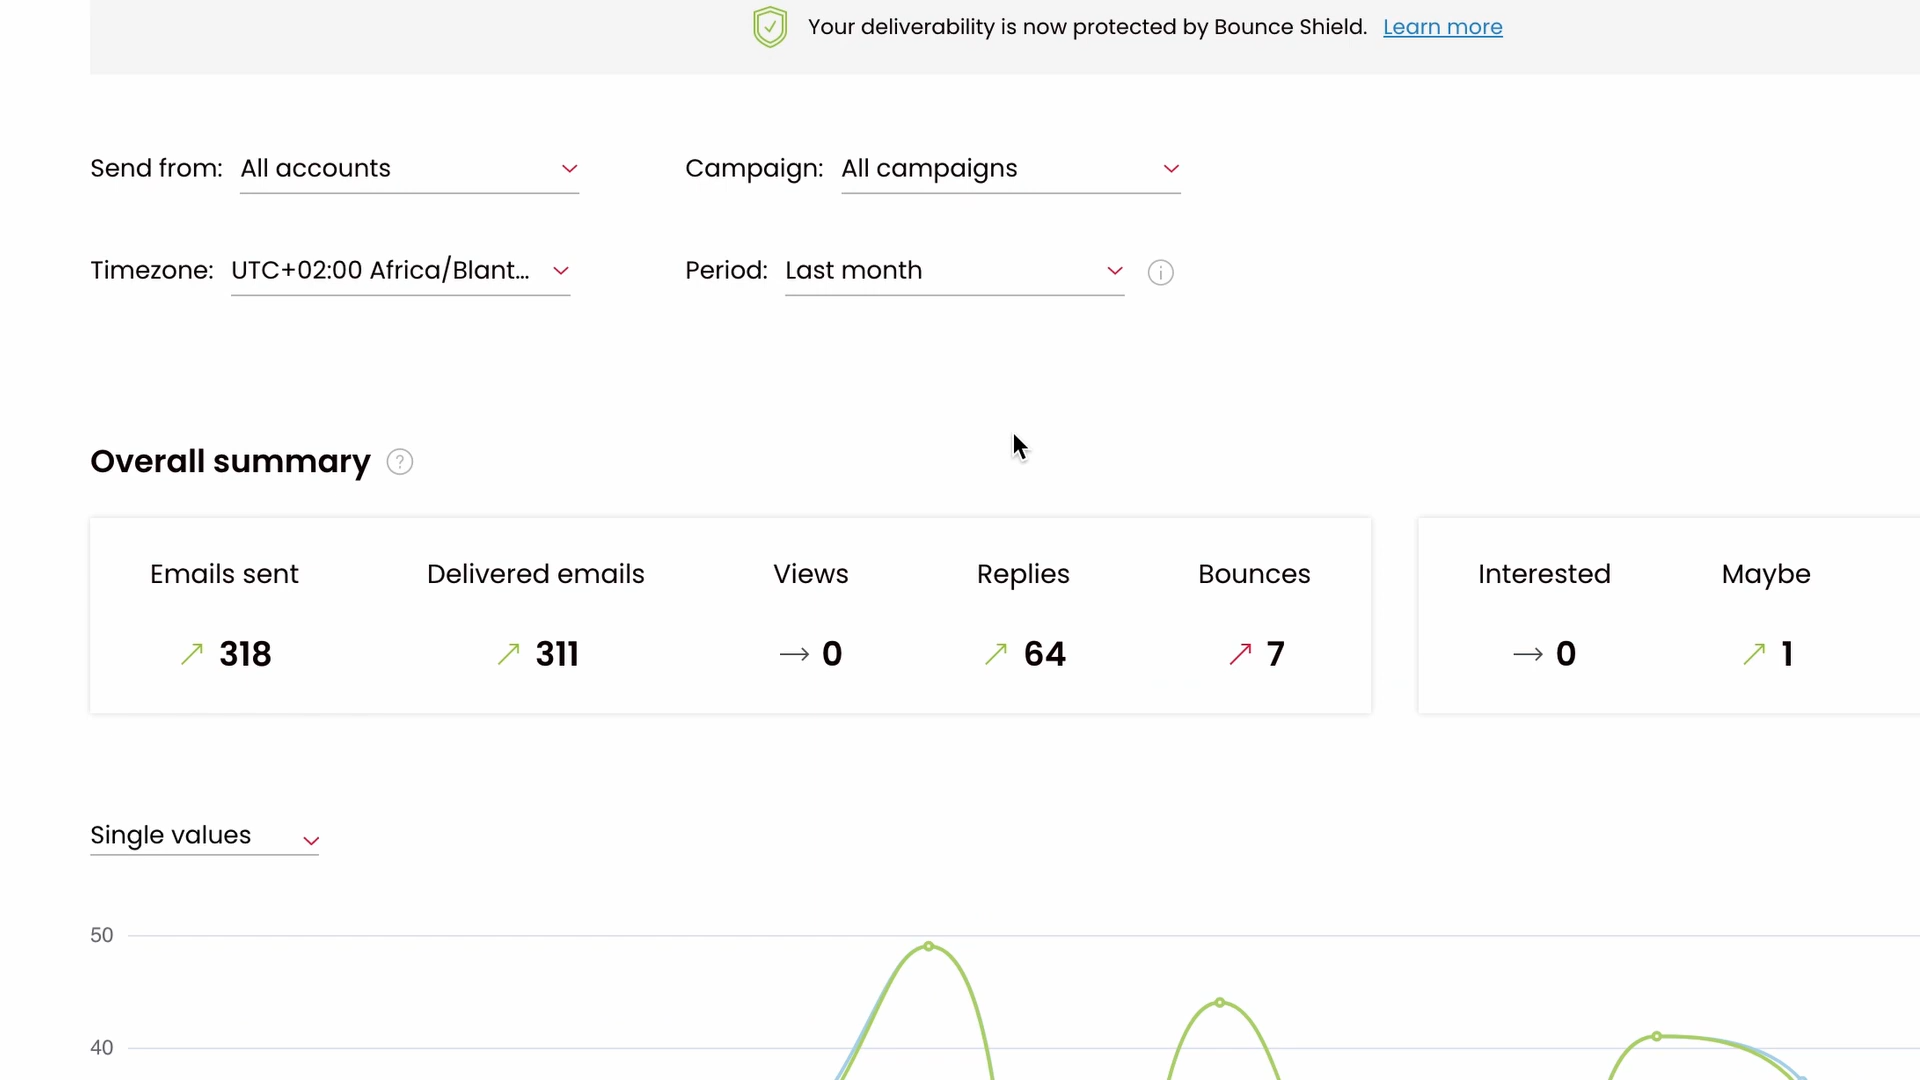 Your deliverability is now protected by Bounce Shield. Learn more
Send from: All accounts
Campaign: All campaigns
Timezone: UTC+02:00 Africa/Blant...
Period: Last month
Overall summary
Emails sent
Delivered emails
Views
Replies
Bounces
Interested
Maybe
318
311
0
64
7
0
1
Single values
50
40